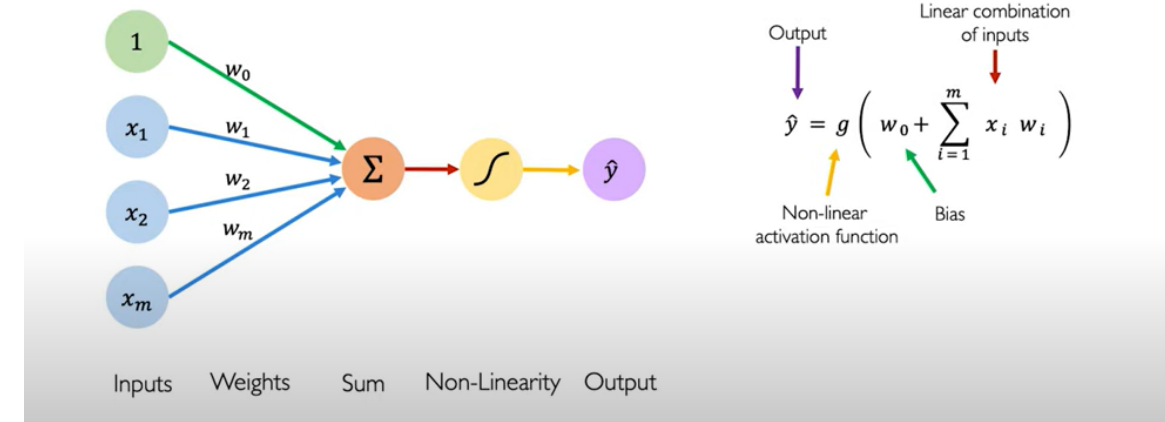 1
w₀
x₁
w₁
x₂
w₂
xₘ
wₘ
Σ
∫
ŷ
Inputs Weights Sum Non-Linearity Output
Output
Linear combination
of inputs
ŷ = g ( w₀ + ∑ᵢ₌₁ᵐ xᵢ wᵢ )
Non-linear
activation function
Bias